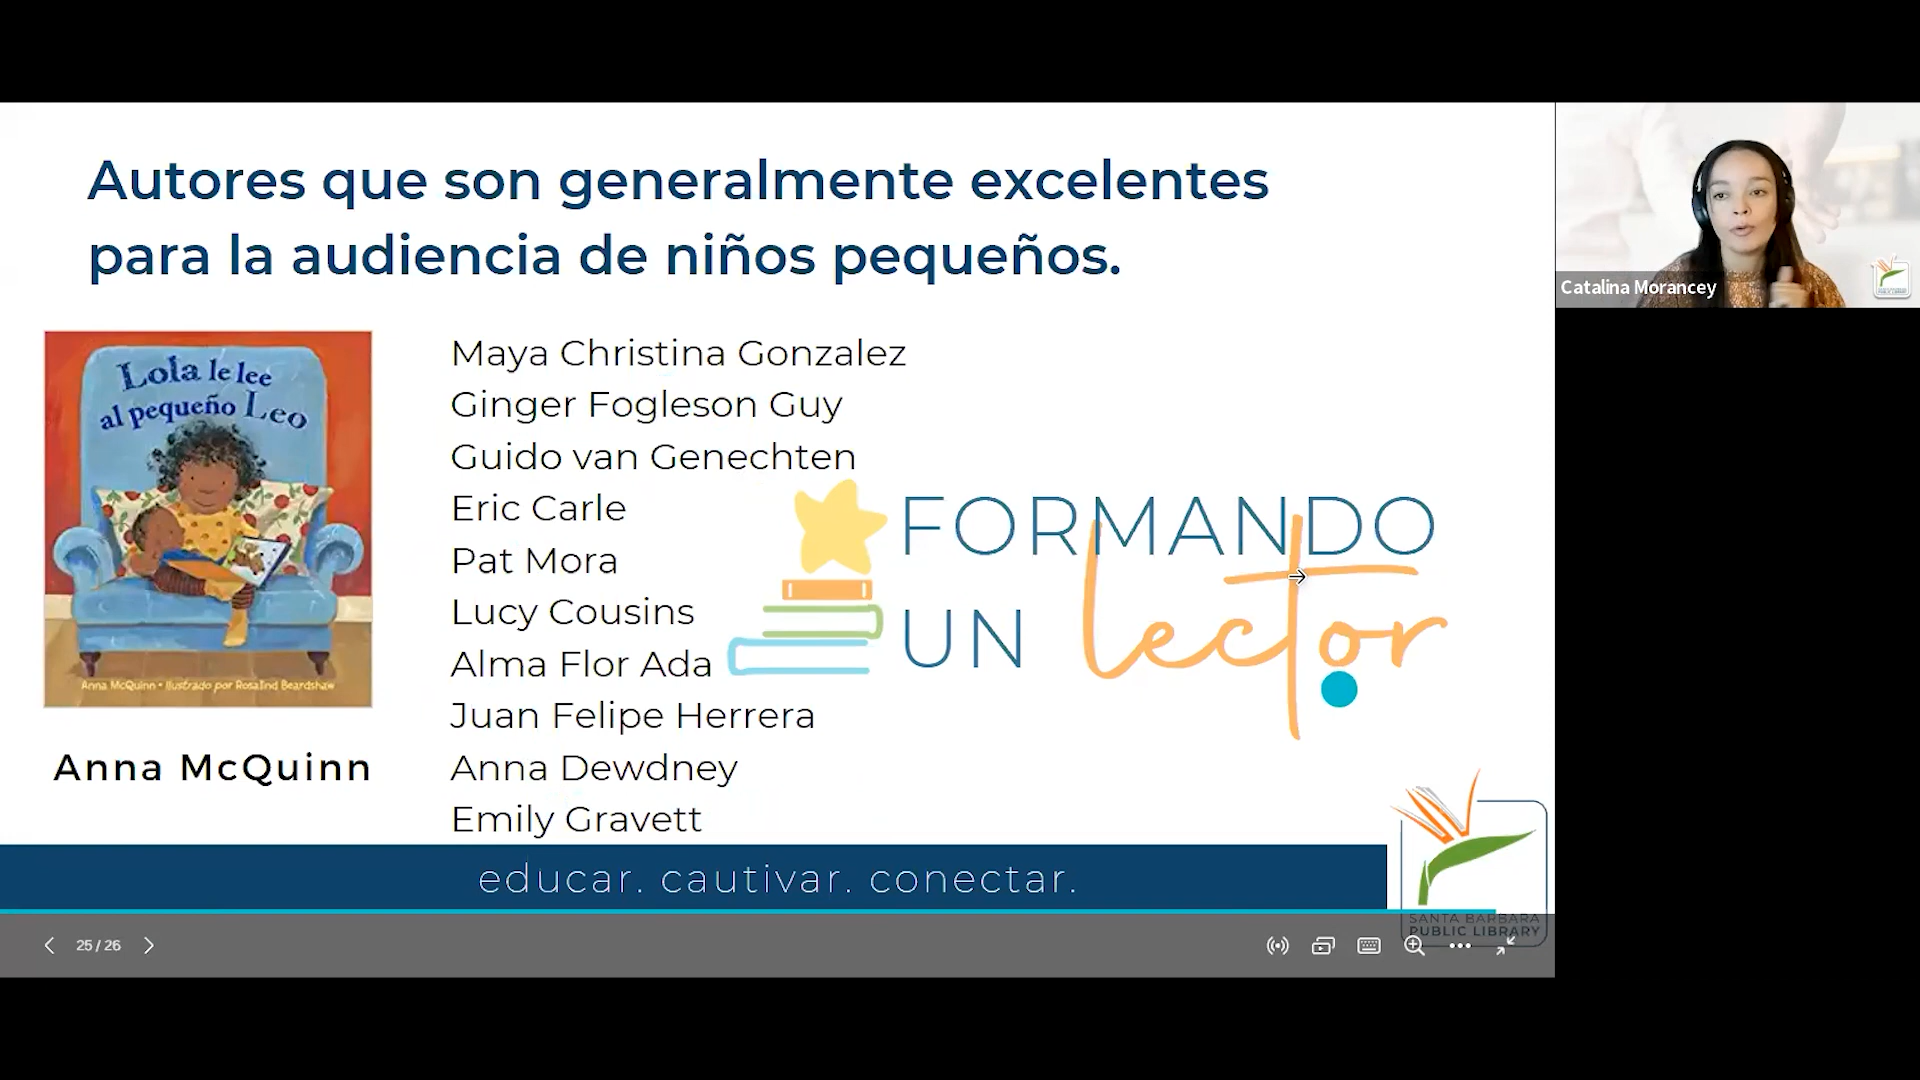 Autores que son generalmente excelentes
para la audiencia de niños pequeños.
Lola le lee
al pequeño Leo
Anna McQuinn • Ilustrado por Rosalind Beardshaw
Anna McQuinn
Maya Christina Gonzalez
Ginger Fogleson Guy
Guido van Genechten
Eric Carle
Pat Mora
Lucy Cousins
Alma Flor Ada
Juan Felipe Herrera
Anna Dewdney
Emily Gravett
FORMANDO
UN lector
educar. cautivar. conectar.
SANTA BARBARA
PUBLIC LIBRARY
25 / 26
Catalina Morancey